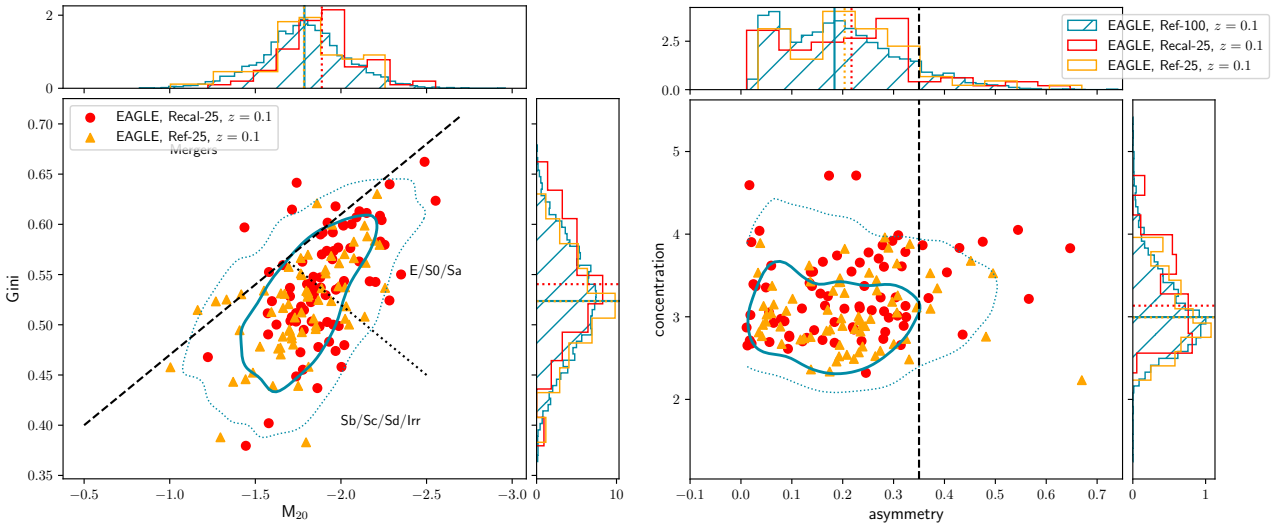 2
0
EAGLE, Recal-25, z = 0.1
EAGLE, Ref-25, z = 0.1
Mergers
E/S0/Sa
Sb/Sc/Sd/Irr
0.70
0.65
0.60
0.55
0.50
0.45
0.40
0.35
Gini
−0.5
−1.0
−1.5
−2.0
−2.5
−3.0
M20
0
10
2.5
0.0
EAGLE, Ref-100, z = 0.1
EAGLE, Recal-25, z = 0.1
EAGLE, Ref-25, z = 0.1
5
4
3
2
concentration
−0.1
0.0
0.1
0.2
0.3
0.4
0.5
0.6
0.7
asymmetry
0
1